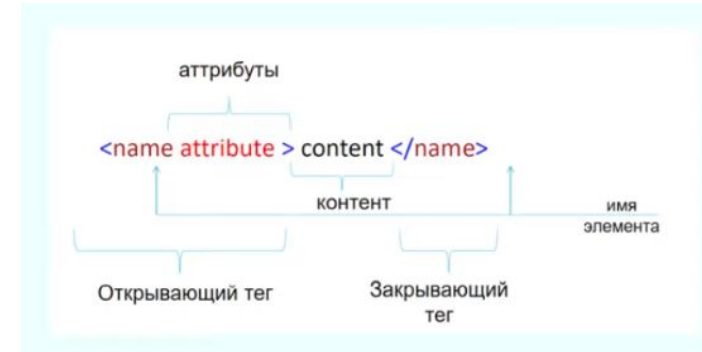 аттрибуты
<name attribute > content </name>
контент
имя
элемента
Открывающий тег
Закрывающий
тег